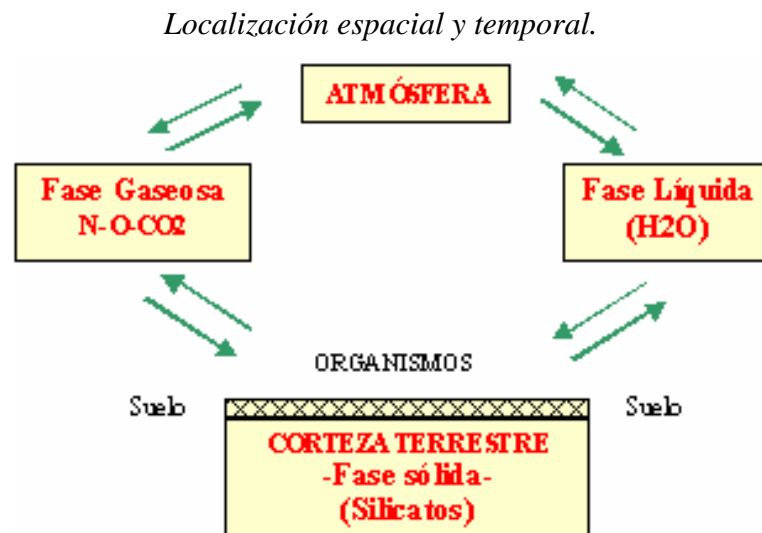 Localización espacial y temporal.
ATMÓSFERA
Fase Gaseosa
N-O-CO2
Fase Líquida
(H2O)
ORGANISMOS
Suelo
Suelo
CORTEZA TERRESTRE
-Fase sólida-
(Silicatos)